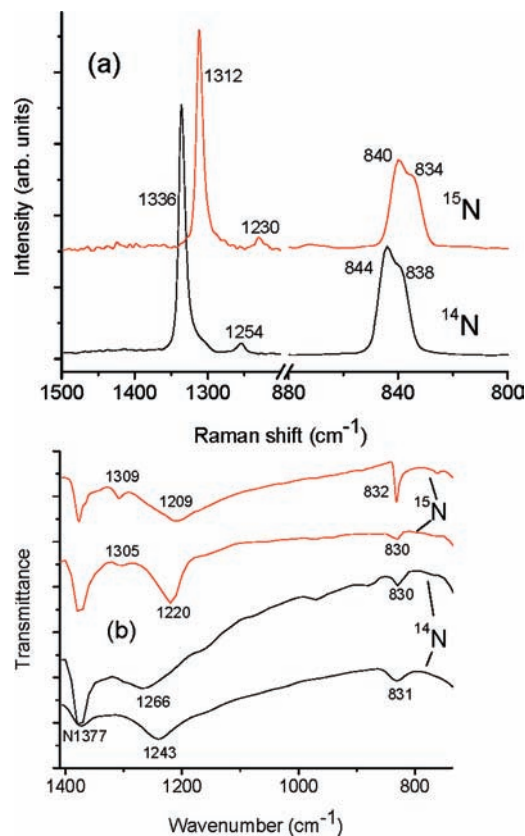 (a)
1312
1336
1230
1254
840
834
¹⁵N
844
838
¹⁴N
Intensity (arb. units)
1500
1400
1300
880
840
800
Raman shift (cm⁻¹)
1309
1209
832
¹⁵N
1305
1220
830
(b)
830
¹⁴N
1266
831
N1377
1243
Transmittance
1400
1200
1000
800
Wavenumber (cm⁻¹)